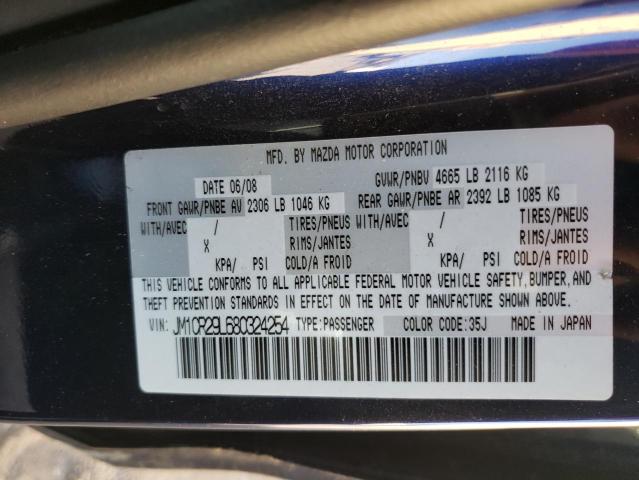 MFD. BY MAZDA MOTOR CORPORATION
DATE 06/08 GVWR/PNBV 4665 LB 2116 KG
FRONT GAWR/PNBE AV 2306 LB 1046 KG REAR GAWR/PNBE AR 2392 LB 1085 KG
WITH/AVEC / TIRES/PNEUS WITH/AVEC / TIRES/PNEUS
X RIMS/JANTES X RIMS/JANTES
KPA/ PSI COLD/A FROID KPA/ PSI COLD/A FROID
THIS VEHICLE CONFORMS TO ALL APPLICABLE FEDERAL MOTOR VEHICLE SAFETY, BUMPER, AND
THEFT PREVENTION STANDARDS IN EFFECT ON THE DATE OF MANUFACTURE SHOWN ABOVE.
VIN: JM1CR29L680324254 TYPE:PASSENGER COLOR CODE:35J MADE IN JAPAN